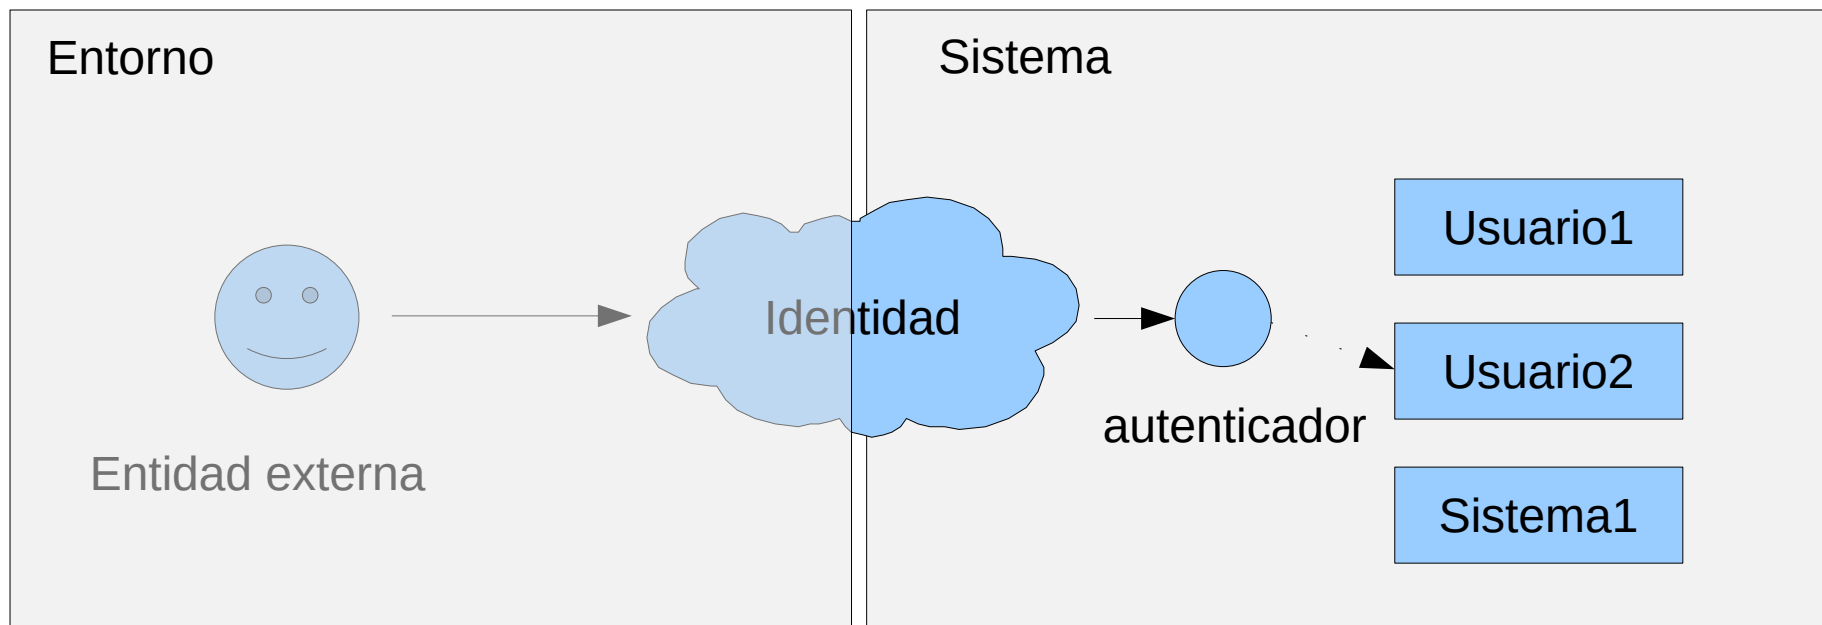 Entorno
Sistema
Usuario1
Identidad
Usuario2
autenticador
Entidad externa
Sistema1